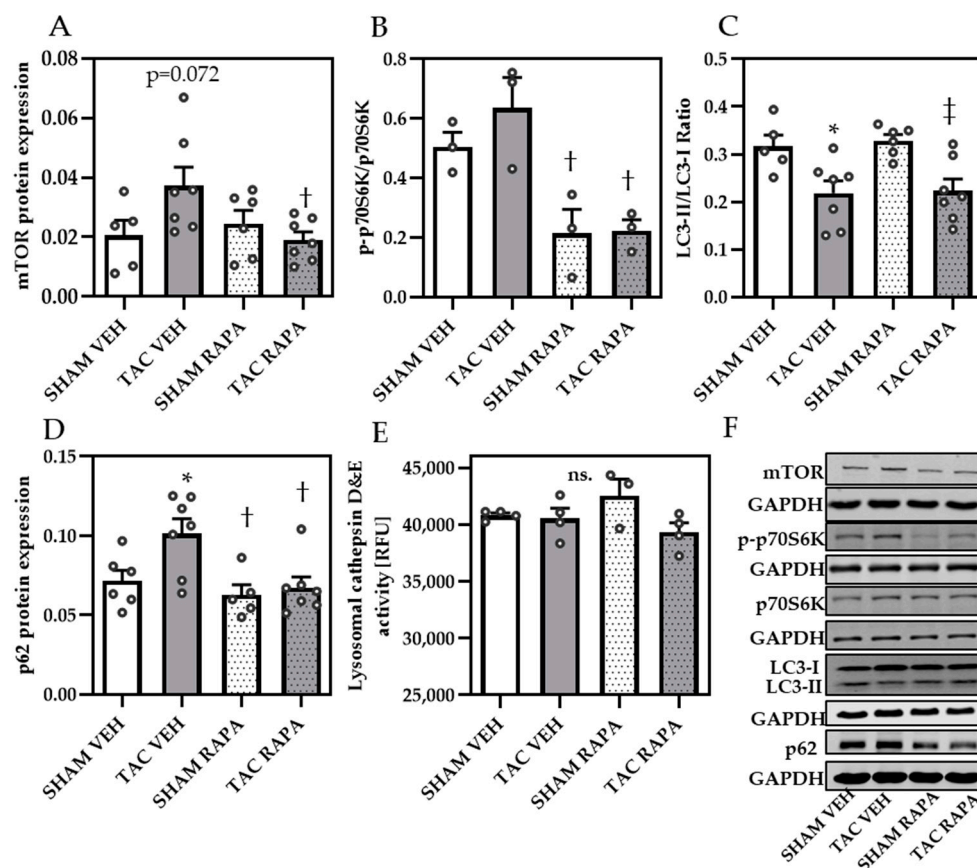 A
mTOR protein expression
0.08
0.06
0.04
0.02
0.00
p=0.072
†
SHAM VEH
TAC VEH
SHAM RAPA
TAC RAPA
B
p-p70S6K/p70S6K
0.8
0.6
0.4
0.2
0.0
†
†
SHAM VEH
TAC VEH
SHAM RAPA
TAC RAPA
C
LC3-II/LC3-I Ratio
0.5
0.4
0.3
0.2
0.1
0.0
*
‡
SHAM VEH
TAC VEH
SHAM RAPA
TAC RAPA
D
p62 protein expression
0.15
0.10
0.05
0.00
*
†
†
SHAM VEH
TAC VEH
SHAM RAPA
TAC RAPA
E
Lysosomal cathepsin D&E
activity [RFU]
45,000
40,000
35,000
30,000
25,000
ns.
SHAM VEH
TAC VEH
SHAM RAPA
TAC RAPA
F
mTOR
GAPDH
p-p70S6K
GAPDH
p70S6K
GAPDH
LC3-I
LC3-II
GAPDH
p62
GAPDH
SHAM VEH
TAC VEH
SHAM RAPA
TAC RAPA